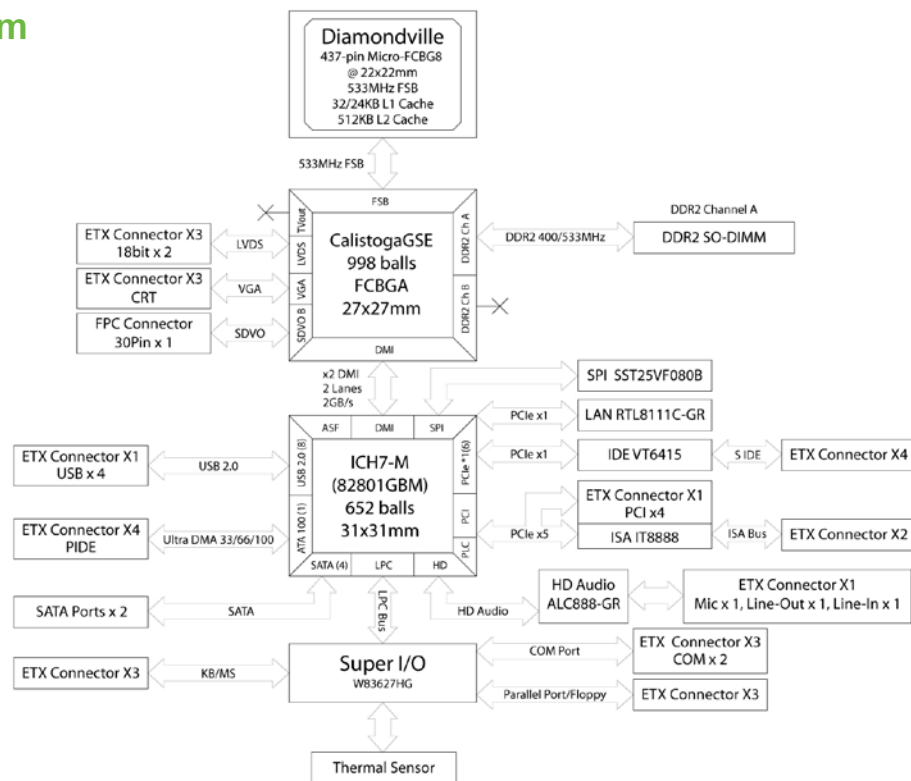 m
Diamondville
437-pin Micro-FCBG8
@ 22x22mm
533MHz FSB
32/24KB L1 Cache
512KB L2 Cache
533MHz FSB
FSB
TVout
LVDS
VGA
SDVO B
CalistogaGSE
998 balls
FCBGA
27x27mm
DDR2 Ch A
DDR2 Ch B
DMI
ETX Connector X3
18bit x 2
LVDS
ETX Connector X3
CRT
VGA
FPC Connector
30Pin x 1
SDVO
DDR2 400/533MHz
DDR2 Channel A
DDR2 SO-DIMM
x2 DMI
2 Lanes
2GB/s
SPI SST25VF080B
ASF
DMI
SPI
USB 2.0 (8)
ATA 100 (1)
ICH7-M
(82801GBM)
652 balls
31x31mm
PCIe *1(6)
PCI
PLC
SATA (4)
LPC
HD
PCIe x1
LAN RTL8111C-GR
PCIe x1
IDE VT6415
S IDE
ETX Connector X4
ETX Connector X1
USB x 4
USB 2.0
PCIe x5
ETX Connector X1
PCI x4
ISA IT8888
ISA Bus
ETX Connector X2
ETX Connector X4
PIDE
Ultra DMA 33/66/100
SATA Ports x 2
SATA
LPC Bus
HD Audio
HD Audio
ALC888-GR
ETX Connector X1
Mic x 1, Line-Out x 1, Line-In x 1
ETX Connector X3
KB/MS
Super I/O
W83627HG
COM Port
ETX Connector X3
COM x 2
Parallel Port/Floppy
ETX Connector X3
Thermal Sensor